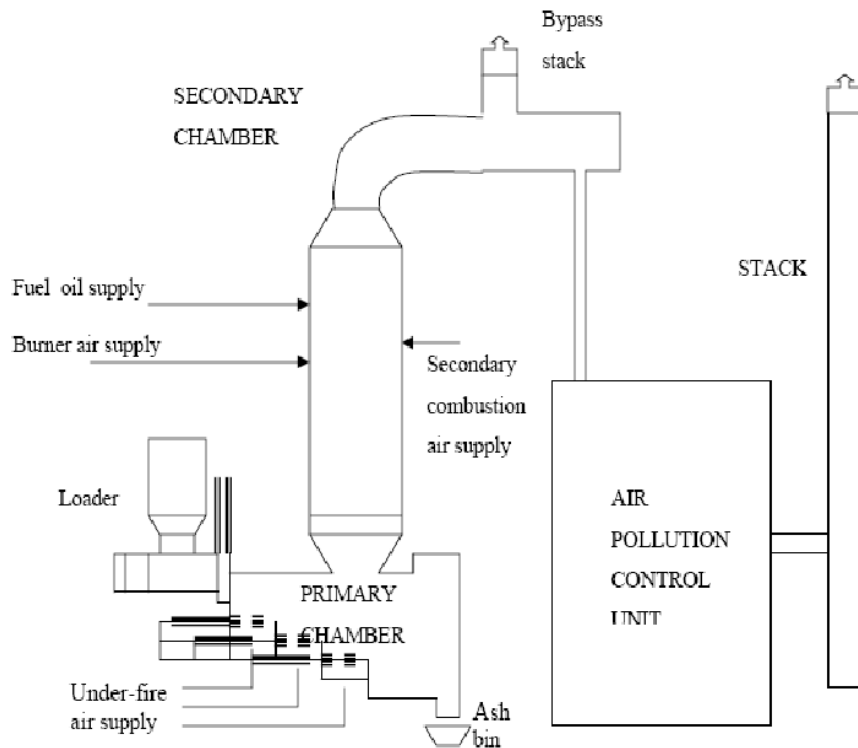 Bypass
stack
SECONDARY
CHAMBER
STACK
Fuel oil supply
Burner air supply
Secondary
combustion
air supply
Loader
AIR
POLLUTION
CONTROL
UNIT
PRIMARY
CHAMBER
Under-fire
air supply
Ash
bin